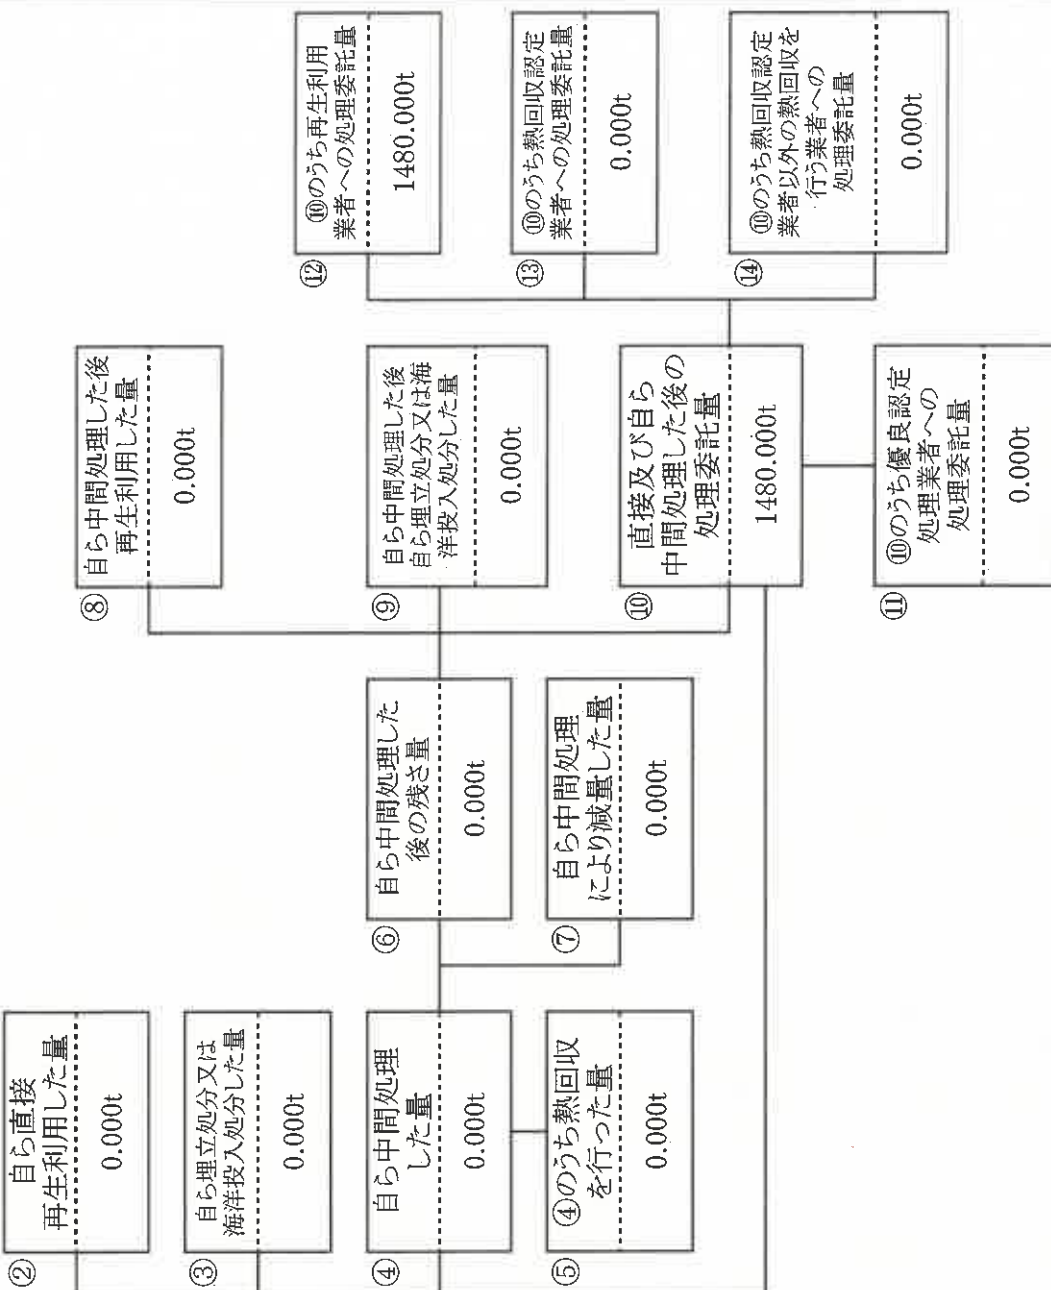 ②
自ら直接
再生利用した量
0.000t
③
自ら埋立処分又は
海洋投入処分した量
0.000t
④
自ら中間処理
した量
0.000t
⑤
④のうち熱回収
を行った量
0.000t
⑥
自ら中間処理した
後の残さ量
0.000t
⑦
自ら中間処理
により減量した量
0.000t
⑧
自ら中間処理した後
再生利用した量
0.000t
⑨
自ら中間処理した後
自ら埋立処分又は海
洋投入処分した量
0.000t
⑩
直接及び自ら
中間処理した後の
処理委託量
1480.000t
⑪
⑩のうち優良認定
処理業者への
処理委託量
0.000t
⑫
⑩のうち再生利用
業者への処理委託量
1480.000t
⑬
⑩のうち熱回収認定
業者への処理委託量
0.000t
⑭
⑩のうち熱回収認定
業者以外の熱回収を
行う業者への
処理委託量
0.000t